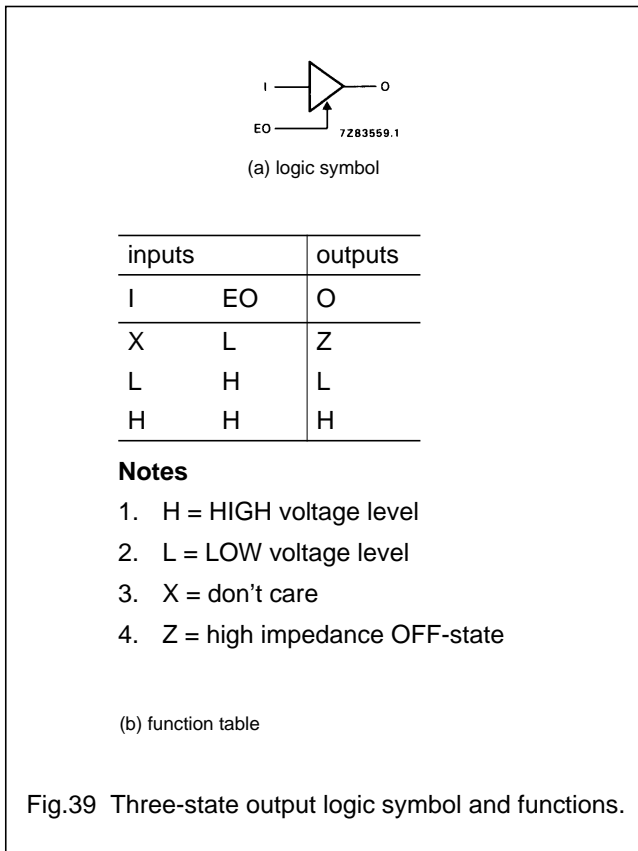 I
O
EO
7Z83559.1
(a) logic symbol
inputs outputs
I EO O
X L Z
L H L
H H H
Notes
1. H = HIGH voltage level
2. L = LOW voltage level
3. X = don't care
4. Z = high impedance OFF-state
(b) function table
Fig.39 Three-state output logic symbol and functions.